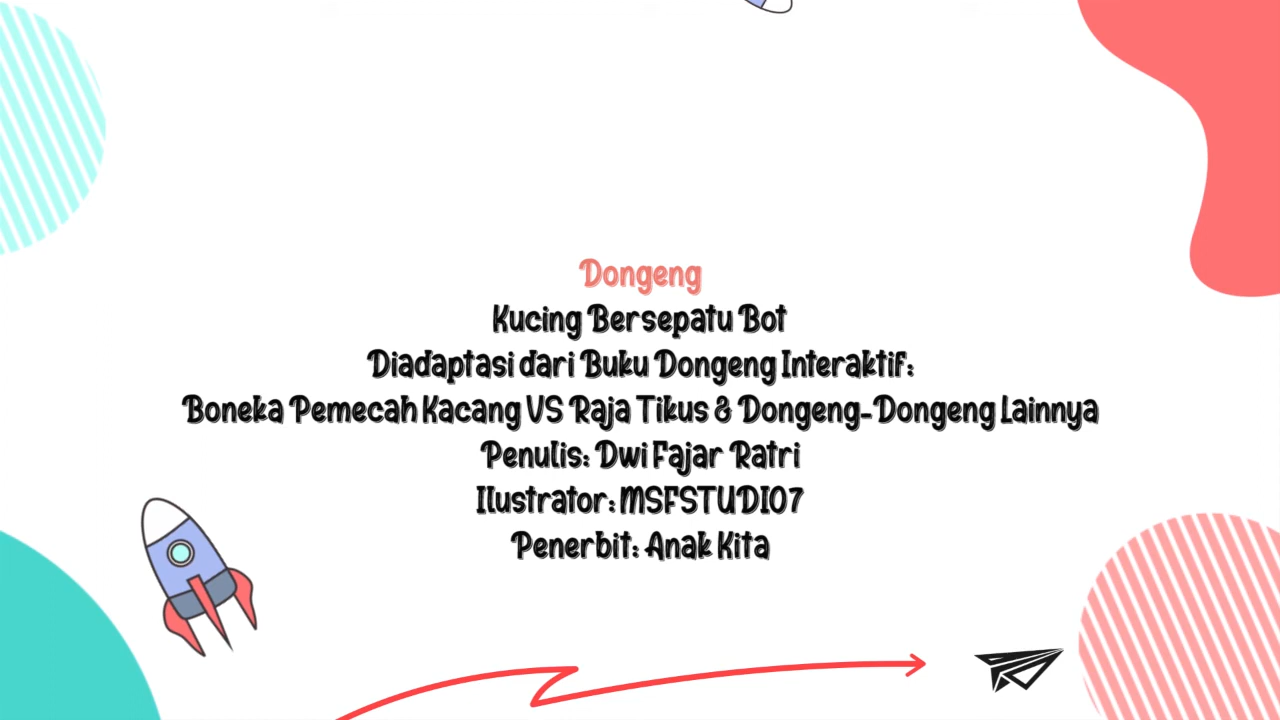 Dongeng
Kucing Bersepatu Bot
Diadaptasi dari Buku Dongeng Interaktif:
Boneka Pemecah Kacang VS Raja Tikus & Dongeng-Dongeng Lainnya
Penulis: Dwi Fajar Ratri
Ilustrator: MSFSTUDIO7
Penerbit: Anak Kita